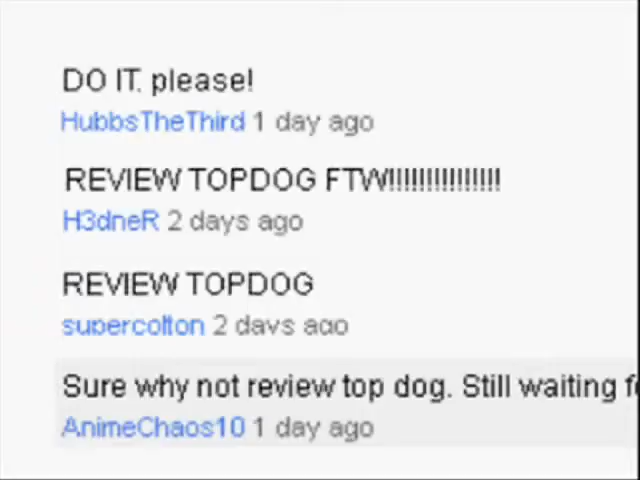 DO IT. please!
HubbsTheThird 1 day ago
REVIEW TOPDOG FTW!!!!!!!!!!!!!!!
H3dneR 2 days ago
REVIEW TOPDOG
supercolton 2 days ago
Sure why not review top dog. Still waiting
AnimeChaos10 1 day ago